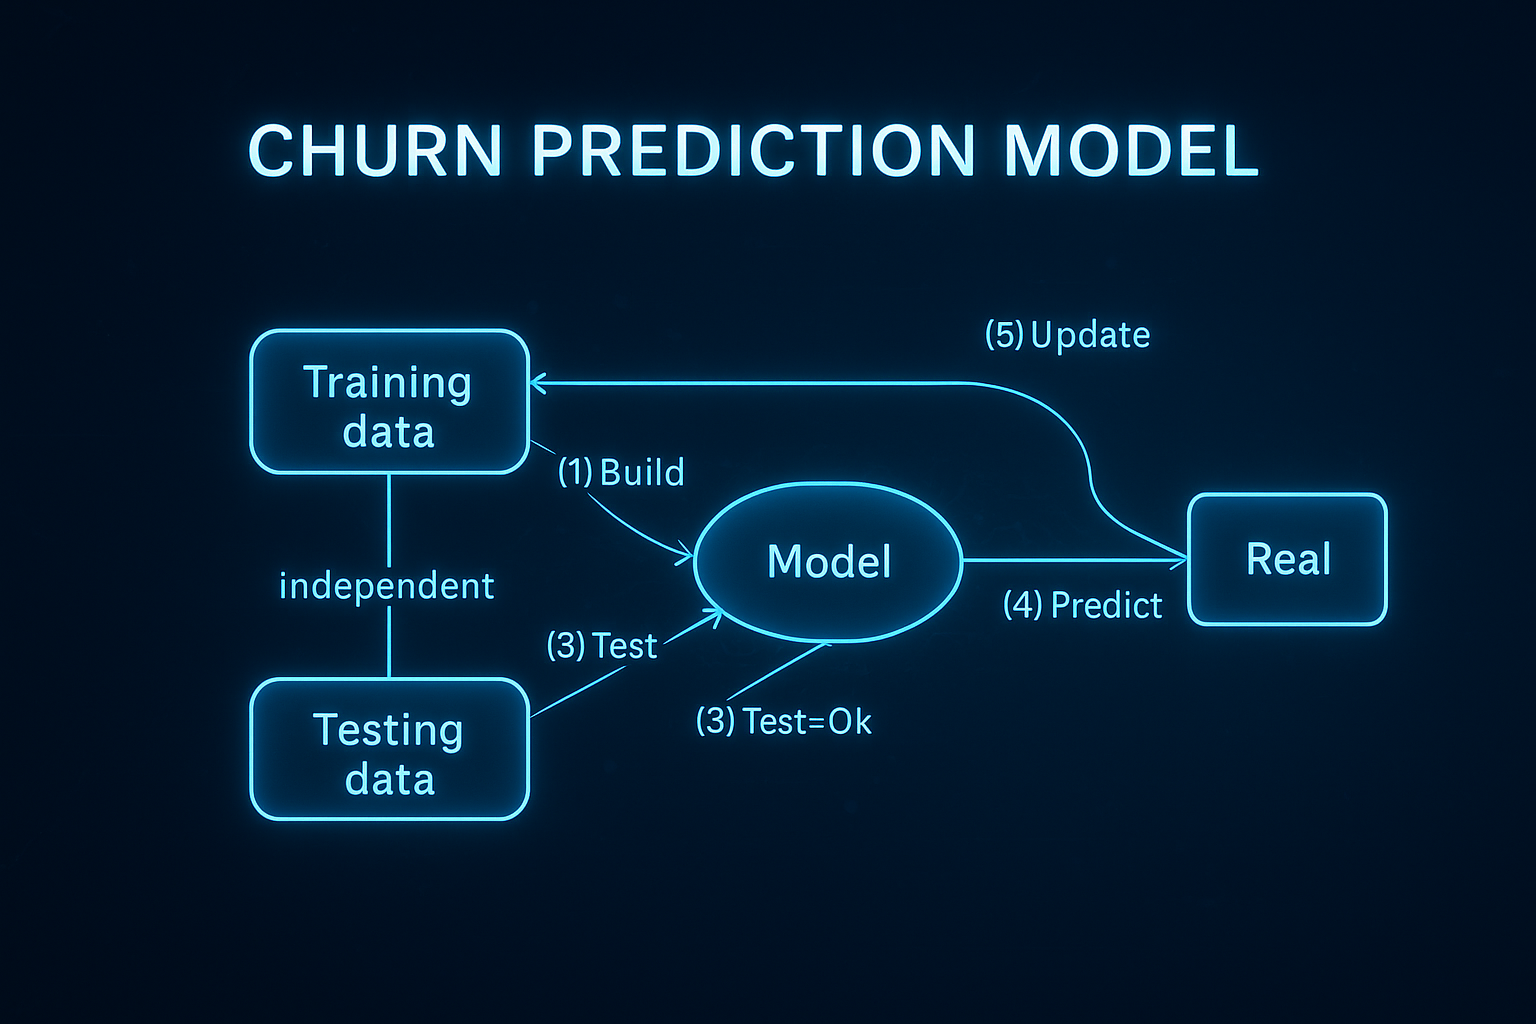 CHURN PREDICTION MODEL
(5) Update
Training
data
(1) Build
Model
Real
independent
(4) Predict
(3) Test
(3) Test=Ok
Testing
data